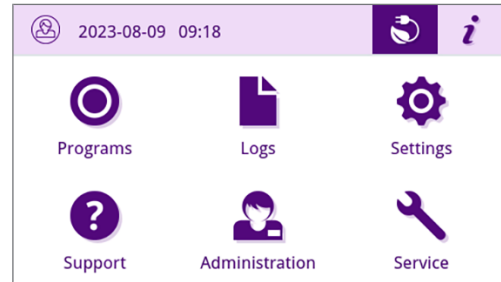 2023-08-09 09:18
i
Programs Logs Settings
?
Support Administration Service